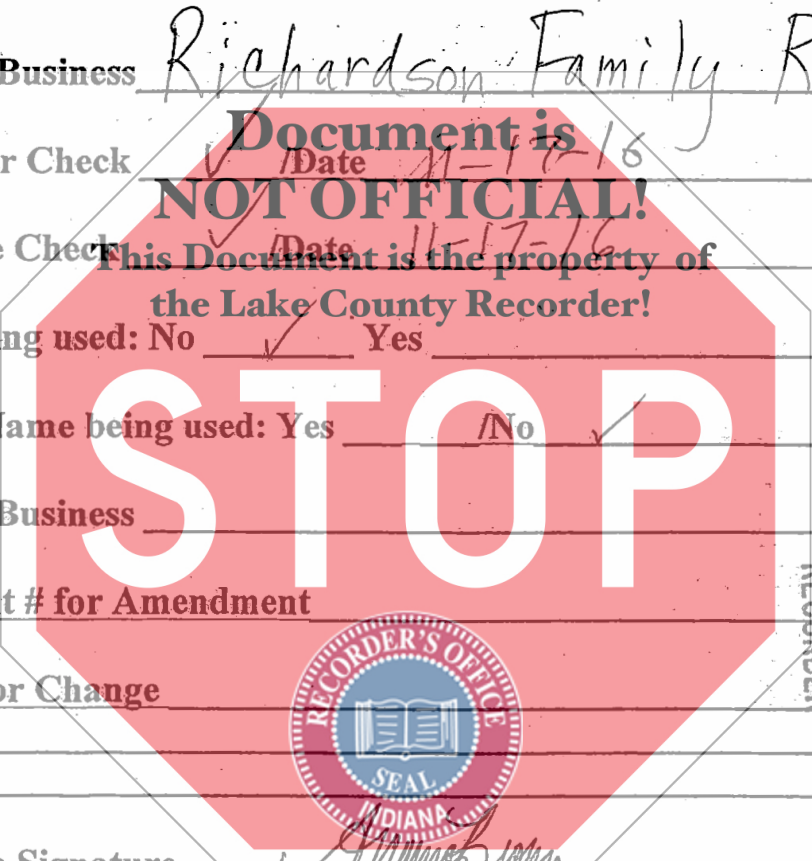 Business Richardson Family R
Document is
r Check ✓ /Date 11-17-16
NOT OFFICIAL!
e Check ✓ /Date 11-17-16
This Document is the property of
the Lake County Recorder!
ng used: No ✓ Yes
ame being used: Yes /No ✓
STOP
Business
t # for Amendment
RECORDER
or Change
RECORDER'S OFFICE
SEAL
INDIANA
Signature